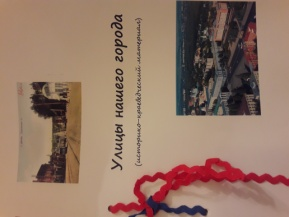 Улицы нашего города
(историко-краеведческий материал)